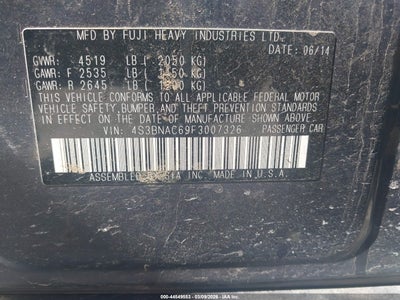 MFD BY FUJI HEAVY INDUSTRIES LTD.
DATE: 06/14
GVWR: 4519 LB ( 2050 KG)
GAWR: F 2535 LB ( 1150 KG)
GAWR: R 2645 LB ( 1200 KG)
THIS VEHICLE CONFORMS TO ALL APPLICABLE FEDERAL MOTOR
VEHICLE SAFETY, BUMPER, AND THEFT PREVENTION STANDARDS
IN EFFECT ON THE DATE OF MANUFACTURE SHOWN ABOVE.
VIN: 4S3BNAC69F3007326 PASSENGER CAR
ASSEMBLED BY INC. MADE IN U.S.A.
000-44549583 - 03/09/2026 - IAA Inc.